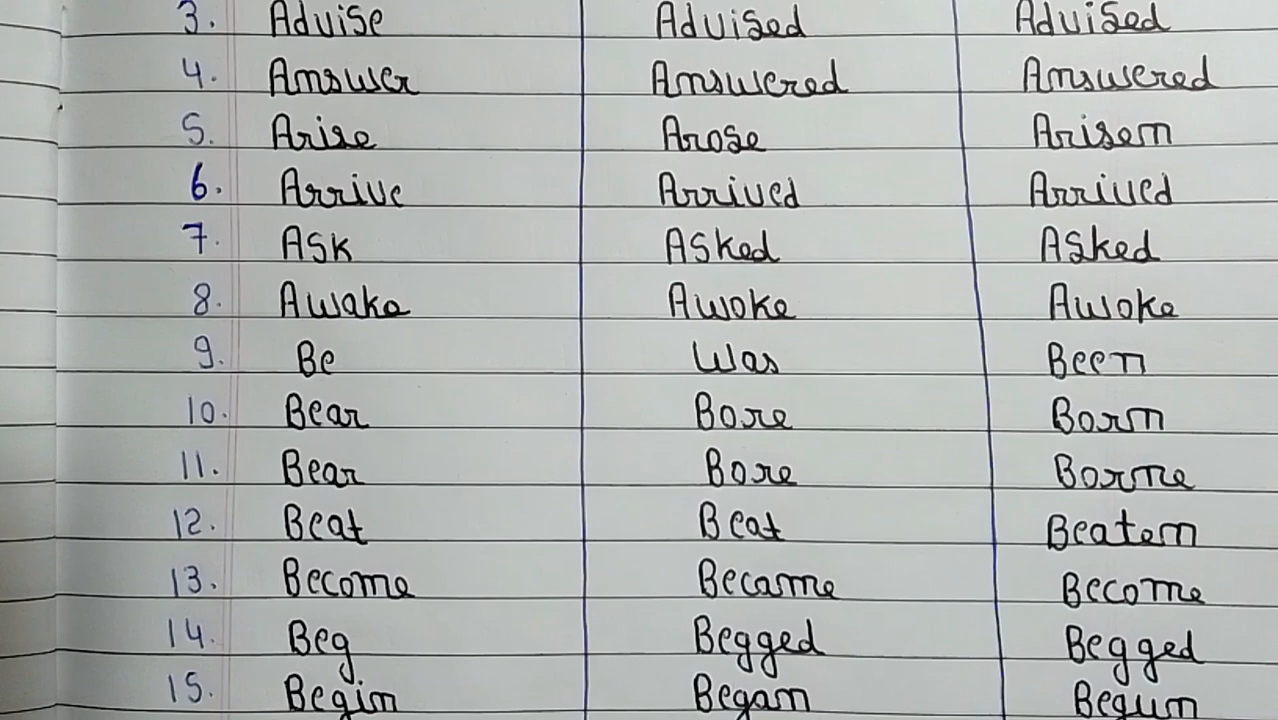 3. Advise Advised Advised
4. Answer Answered Answered
5. Arise Arose Arisen
6. Arrive Arrived Arrived
7. Ask Asked Asked
8. Awake Awoke Awoke
9. Be Was Been
10. Bear Bore Born
11. Bear Bore Borne
12. Beat Beat Beaten
13. Become Became Become
14. Beg Begged Begged
15. Begin Began Begun